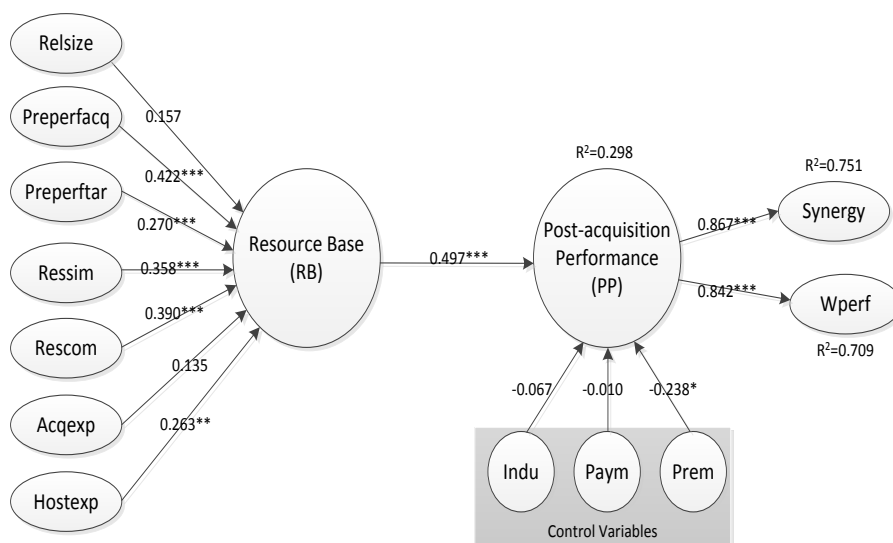 Relsize
Preperfacq
Preperftar
Ressim
Rescom
Acqexp
Hostexp
0.157
0.422***
0.270***
0.358***
0.390***
0.135
0.263**
Resource Base
(RB)
0.497***
R²=0.298
Post-acquisition
Performance
(PP)
0.867***
0.842***
R²=0.751
Synergy
Wperf
R²=0.709
-0.067
-0.010
-0.238*
Indu
Paym
Prem
Control Variables